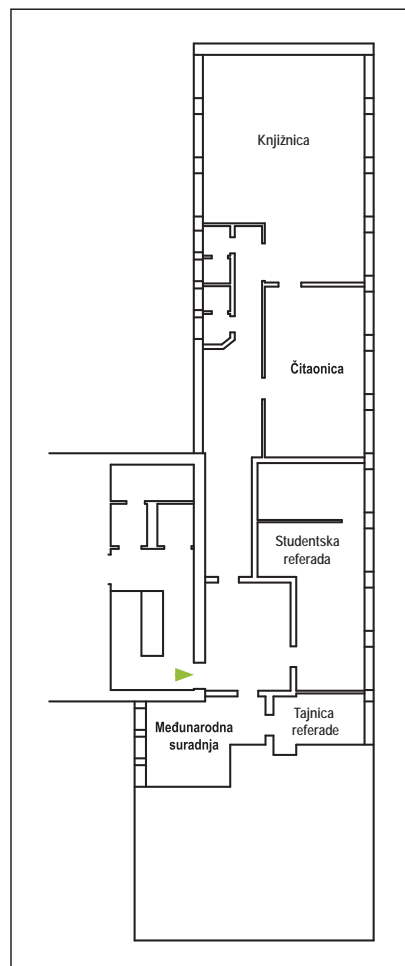 Knjižnica
Čitaonica
Studentska
referada
Međunarodna
suradnja
Tajnica
referade